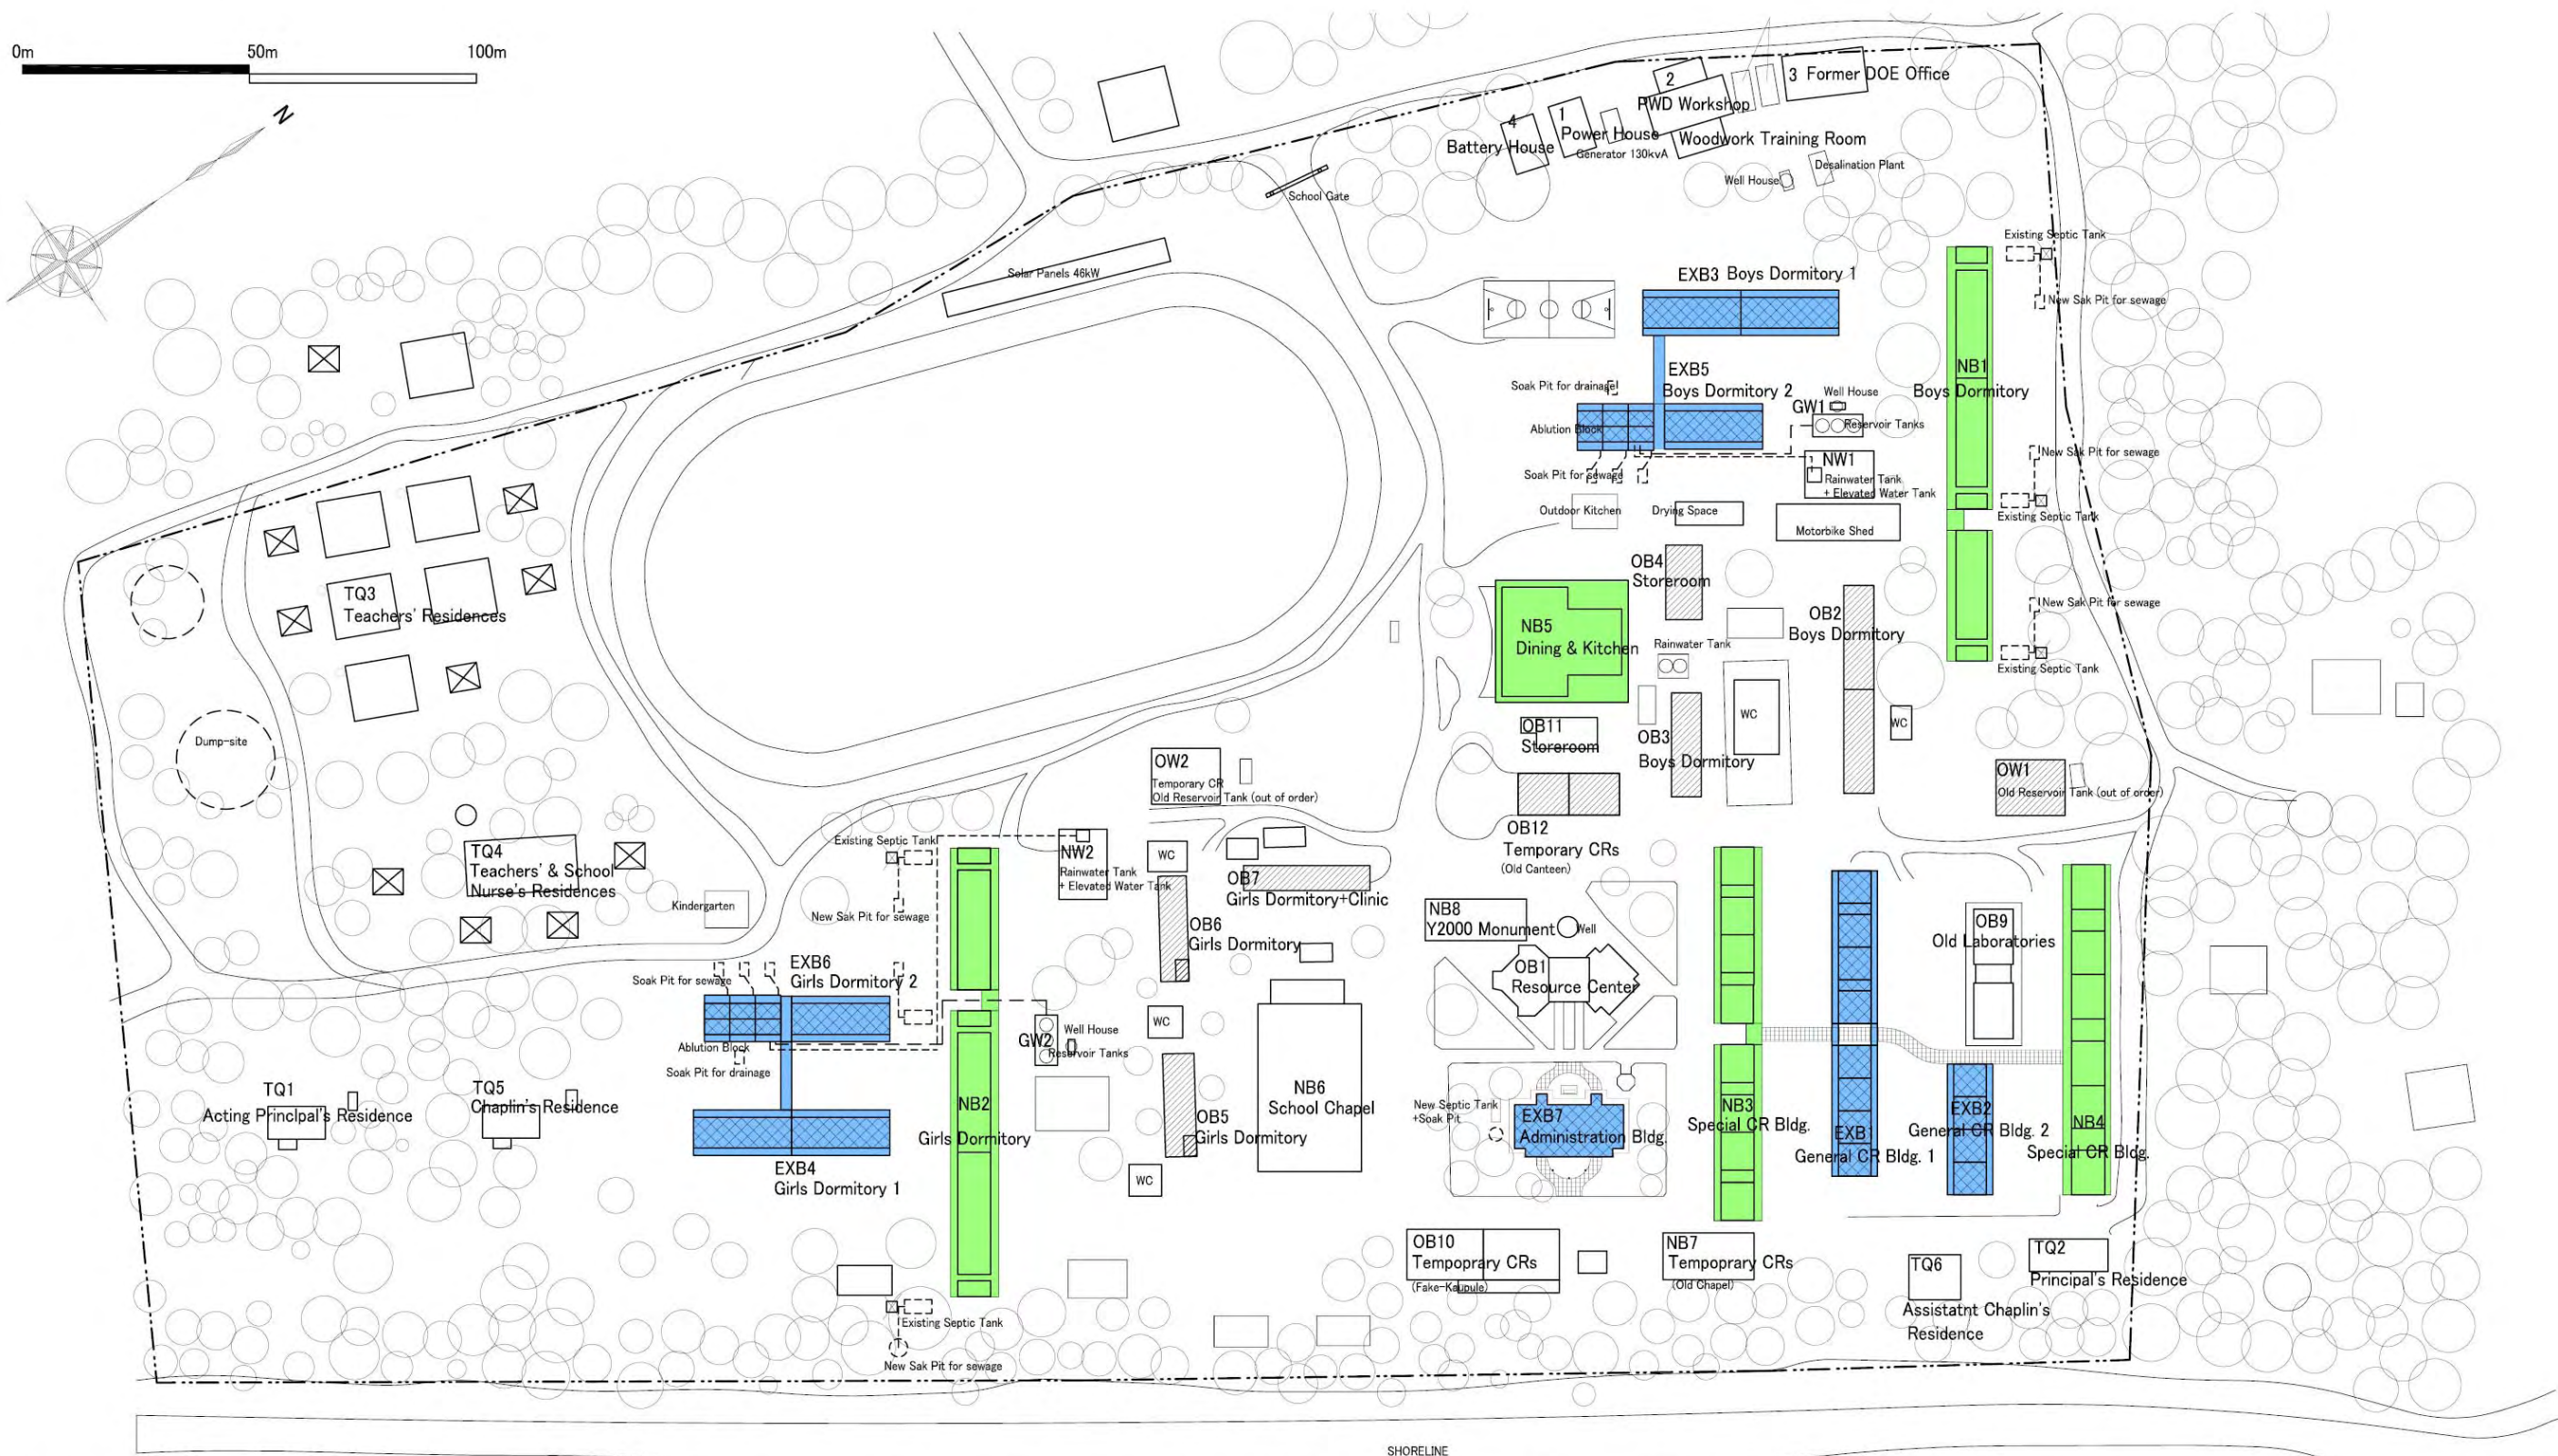 0m 50m 100m
N
2
3 Former DOE Office
PWD Workshop
1
Power House
4
Battery House
Generator 130kvA
Woodwork Training Room
Desalination Plant
Well House
School Gate
Existing Septic Tank
Solar Panels 46kW
EXB3 Boys Dormitory 1
New Sak Pit for sewage
NB1
Boys Dormitory
EXB5
Boys Dormitory 2
Soak Pit for drainage
Well House
GW1
Reservoir Tanks
Ablution Block
New Sak Pit for sewage
NW1
Rainwater Tank
+ Elevated Water Tank
Soak Pit for sewage
Outdoor Kitchen
Drying Space
Existing Septic Tank
Motorbike Shed
OB4
Storeroom
TQ3
Teachers' Residences
New Sak Pit for sewage
OB2
Boys Dormitory
NB5
Dining & Kitchen
Rainwater Tank
Existing Septic Tank
WC
WC
OB11
Storeroom
OB3
Boys Dormitory
Dump-site
OW2
Temporary CR
Old Reservoir Tank (out of order)
OW1
Old Reservoir Tank (out of order)
OB12
Temporary CRs
(Old Canteen)
Existing Septic Tank
TQ4
Teachers' & School
Nurse's Residences
NW2
Rainwater Tank
+ Elevated Water Tank
WC
OB7
Girls Dormitory+Clinic
Kindergarten
New Sak Pit for sewage
NB8
Y2000 Monument
Well
OB6
Girls Dormitory
OB9
Old Laboratories
EXB6
Girls Dormitory 2
Soak Pit for sewage
OB1
Resource Center
WC
Well House
GW2
Reservoir Tanks
Ablution Block
Soak Pit for drainage
TQ1
Acting Principal's Residence
TQ5
Chaplin's Residence
NB2
Girls Dormitory
NB6
School Chapel
OB5
Girls Dormitory
New Septic Tank
+Soak Pit
EXB7
Administration Bldg.
NB3
Special CR Bldg.
EXB1
General CR Bldg. 1
EXB2
General CR Bldg. 2
NB4
Special CR Bldg.
EXB4
Girls Dormitory 1
WC
OB10
Tempoprary CRs
(Fake-Kaupule)
NB7
Tempoprary CRs
(Old Chapel)
TQ6
Assistatnt Chaplin's
Residence
TQ2
Principal's Residence
Existing Septic Tank
New Sak Pit for sewage
SHORELINE